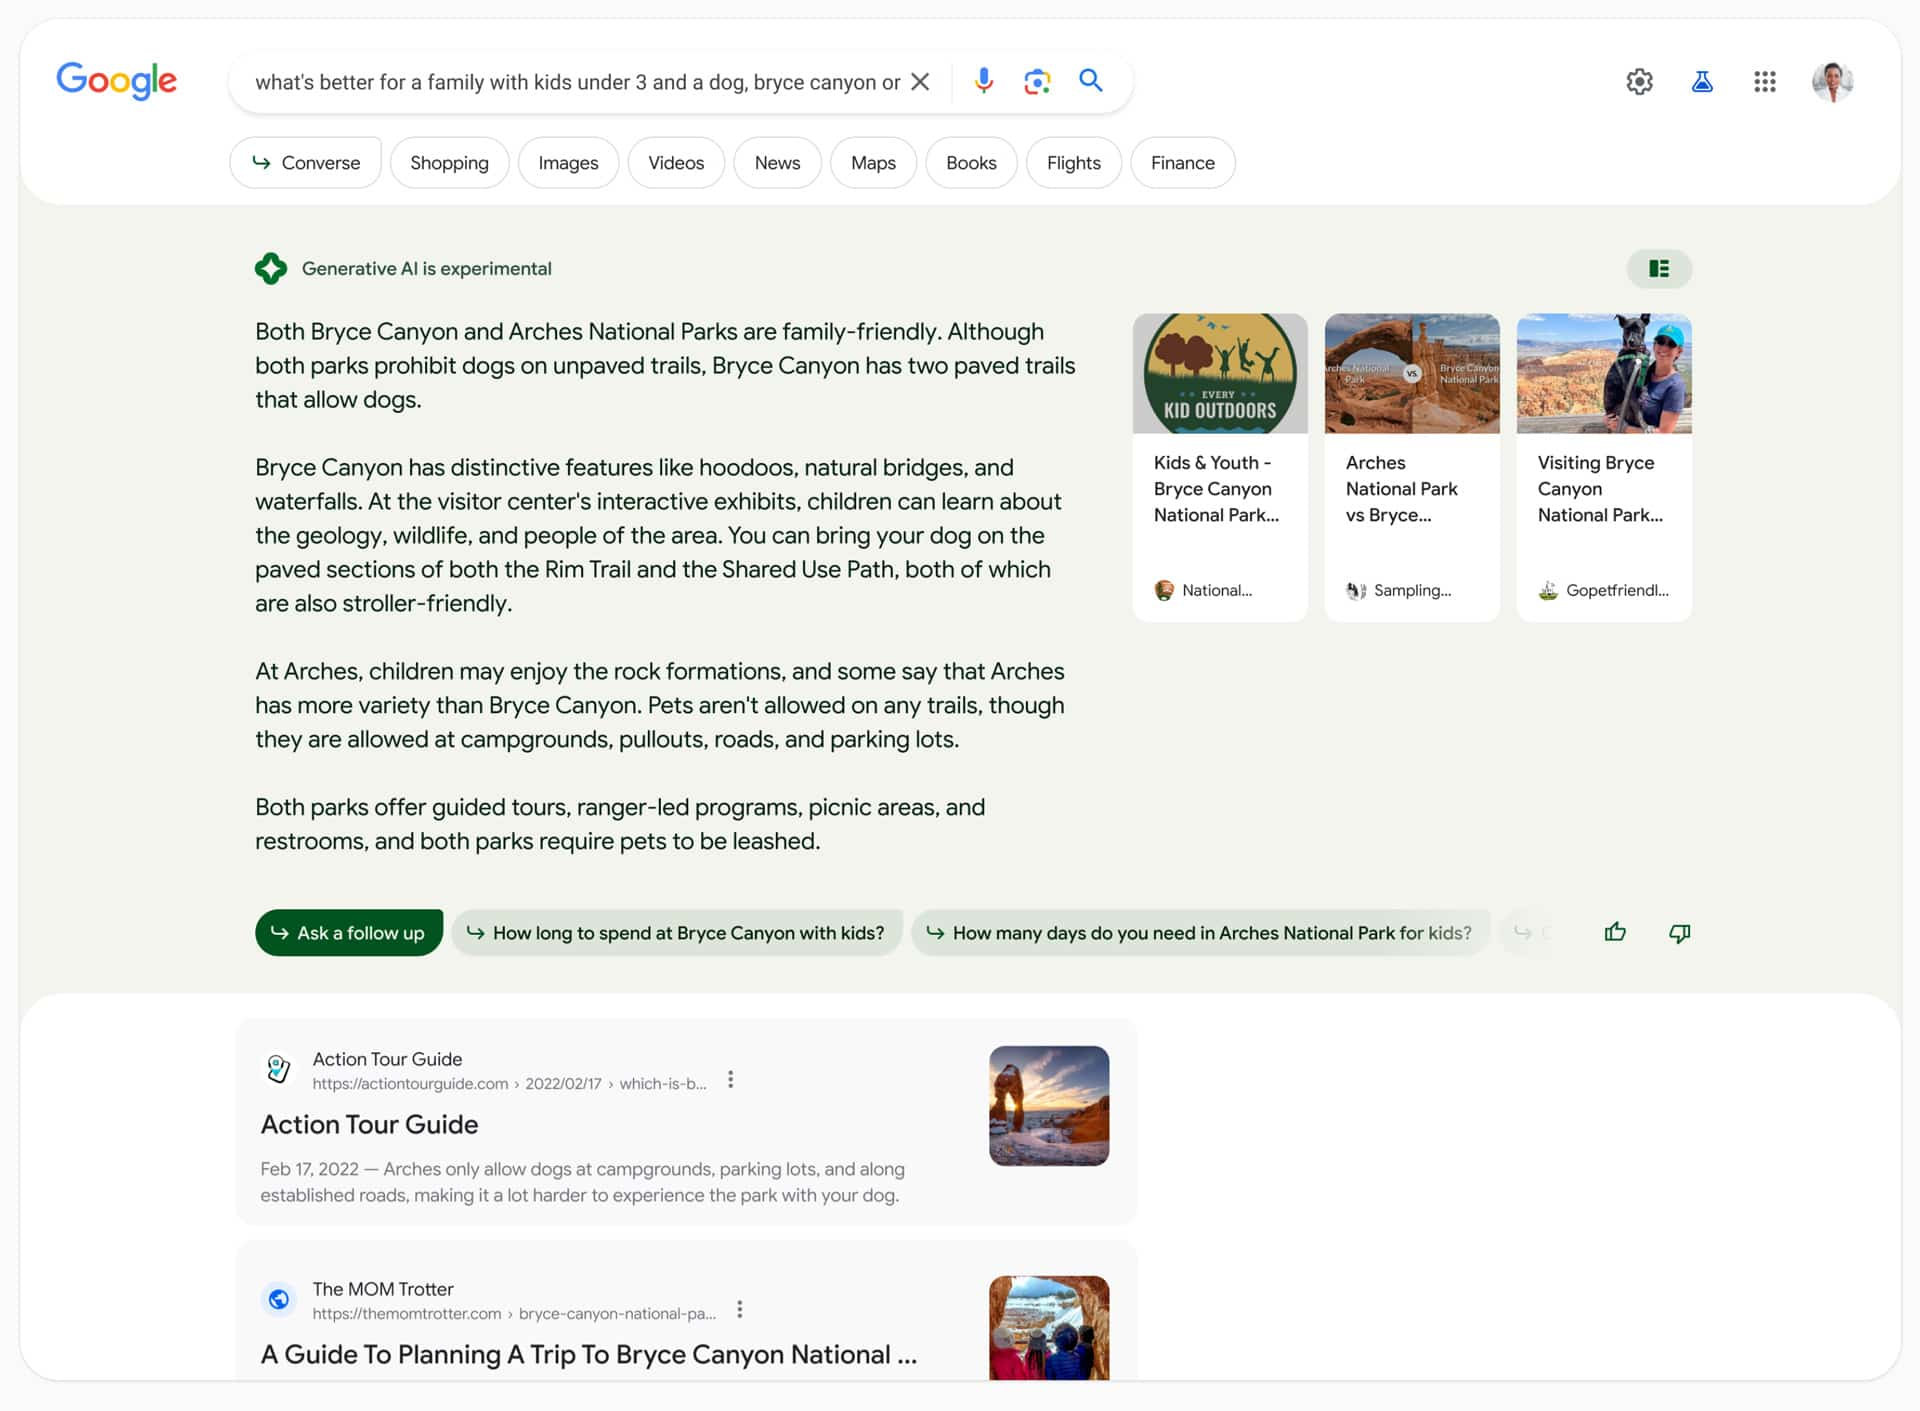 Google
what's better for a family with kids under 3 and a dog, bryce canyon or
Converse
Shopping
Images
Videos
News
Maps
Books
Flights
Finance
Generative AI is experimental
Both Bryce Canyon and Arches National Parks are family-friendly. Although
both parks prohibit dogs on unpaved trails, Bryce Canyon has two paved trails
that allow dogs.
Bryce Canyon has distinctive features like hoodoos, natural bridges, and
waterfalls. At the visitor center's interactive exhibits, children can learn about
the geology, wildlife, and people of the area. You can bring your dog on the
paved sections of both the Rim Trail and the Shared Use Path, both of which
are also stroller-friendly.
At Arches, children may enjoy the rock formations, and some say that Arches
has more variety than Bryce Canyon. Pets aren't allowed on any trails, though
they are allowed at campgrounds, pullouts, roads, and parking lots.
Both parks offer guided tours, ranger-led programs, picnic areas, and
restrooms, and both parks require pets to be leashed.
EVERY
KID OUTDOORS
Kids & Youth -
Bryce Canyon
National Park...
National...
rches National
Park
VS.
Bryce Canyon
National Park
Arches
National Park
vs Bryce...
Sampling...
Visiting Bryce
Canyon
National Park...
Gopetfriendl...
Ask a follow up
How long to spend at Bryce Canyon with kids?
How many days do you need in Arches National Park for kids?
Action Tour Guide
https://actiontourguide.com › 2022/02/17 › which-is-b...
Action Tour Guide
Feb 17, 2022 — Arches only allow dogs at campgrounds, parking lots, and along
established roads, making it a lot harder to experience the park with your dog.
The MOM Trotter
https://themomtrotter.com › bryce-canyon-national-pa...
A Guide To Planning A Trip To Bryce Canyon National ...